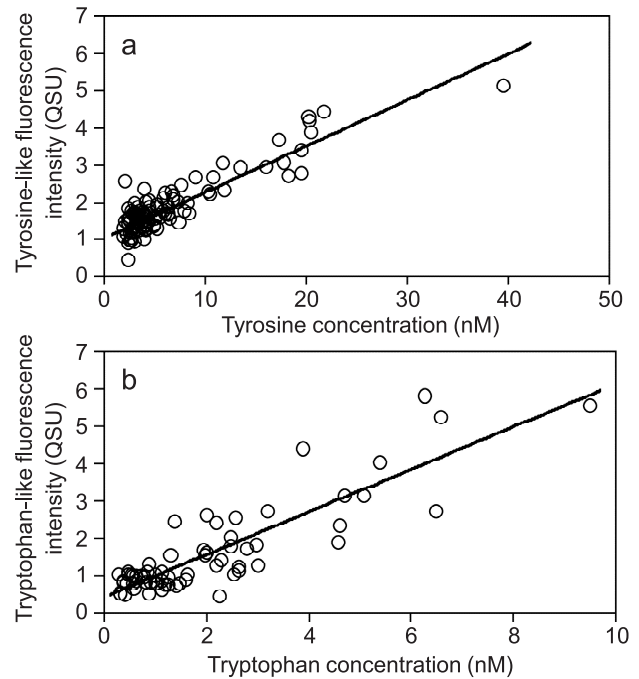 a
7
6
5
4
3
2
1
0
Tyrosine-like fluorescence
intensity (QSU)
0 10 20 30 40 50
Tyrosine concentration (nM)
b
7
6
5
4
3
2
1
0
Tryptophan-like fluorescence
intensity (QSU)
0 2 4 6 8 10
Tryptophan concentration (nM)